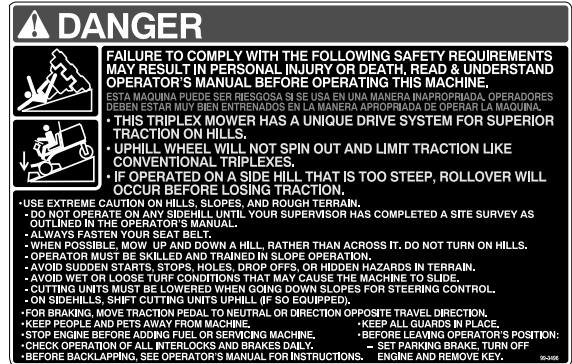 DANGER
FAILURE TO COMPLY WITH THE FOLLOWING SAFETY REQUIREMENTS
MAY RESULT IN PERSONAL INJURY OR DEATH, READ & UNDERSTAND
OPERATOR'S MANUAL BEFORE OPERATING THIS MACHINE.
ESTA MAQUINA PUEDE SER RIESGOSA SI SE USA EN UNA MANERA INAPROPRIADA. OPERADORES
DEBEN ESTAR MUY BIEN ENTRENADOS EN LA MANERA APROPRIADA DE OPERAR LA MAQUINA.
• THIS TRIPLEX MOWER HAS A UNIQUE DRIVE SYSTEM FOR SUPERIOR
TRACTION ON HILLS.
• UPHILL WHEEL WILL NOT SPIN OUT AND LIMIT TRACTION LIKE
CONVENTIONAL TRIPLEXES.
• IF OPERATED ON A SIDE HILL THAT IS TOO STEEP, ROLLOVER WILL
OCCUR BEFORE LOSING TRACTION.
•USE EXTREME CAUTION ON HILLS, SLOPES, AND ROUGH TERRAIN.
- DO NOT OPERATE ON ANY SIDEHILL UNTIL YOUR SUPERVISOR HAS COMPLETED A SITE SURVEY AS
OUTLINED IN THE OPERATOR'S MANUAL.
- ALWAYS FASTEN YOUR SEAT BELT.
- WHEN POSSIBLE, MOW UP AND DOWN A HILL, RATHER THAN ACROSS IT. DO NOT TURN ON HILLS.
- OPERATOR MUST BE SKILLED AND TRAINED IN SLOPE OPERATION.
- AVOID SUDDEN STARTS, STOPS, HOLES, DROP OFFS, OR HIDDEN HAZARDS IN TERRAIN.
- AVOID WET OR LOOSE TURF CONDITIONS THAT MAY CAUSE THE MACHINE TO SLIDE.
- CUTTING UNITS MUST BE LOWERED WHEN GOING DOWN SLOPES FOR STEERING CONTROL.
- ON SIDEHILLS, SHIFT CUTTING UNITS UPHILL (IF SO EQUIPPED).
•FOR BRAKING, MOVE TRACTION PEDAL TO NEUTRAL OR DIRECTION OPPOSITE TRAVEL DIRECTION.
•KEEP PEOPLE AND PETS AWAY FROM MACHINE.
•STOP ENGINE BEFORE ADDING FUEL OR SERVICING MACHINE.
•CHECK OPERATION OF ALL INTERLOCKS AND BRAKES DAILY.
•BEFORE BACKLAPPING, SEE OPERATOR'S MANUAL FOR INSTRUCTIONS.
•KEEP ALL GUARDS IN PLACE.
•BEFORE LEAVING OPERATOR'S POSITION:
– SET PARKING BRAKE, TURN OFF
ENGINE AND REMOVE KEY.
99-3496